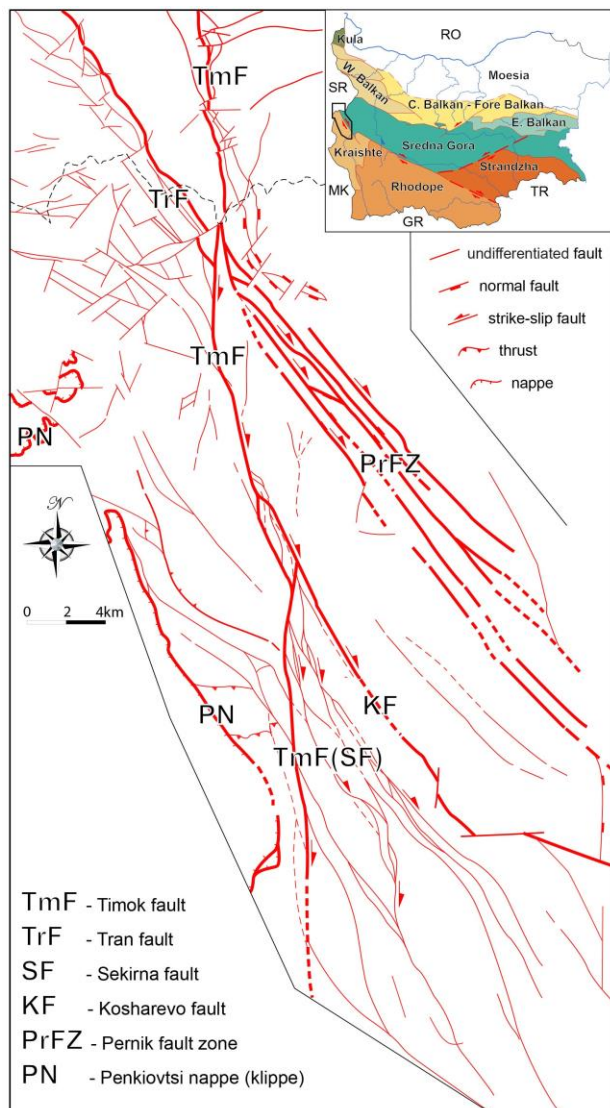 Kula
RO
TmF
W. Balkan
Moesia
SR
C. Balkan - Fore Balkan
E. Balkan
Sredna Gora
Kraishte
Strandzha
TrF
MK
Rhodope
TR
GR
undifferentiated fault
normal fault
strike-slip fault
TmF
thrust
nappe
PN
PrFZ
N
0 2 4km
KF
PN
TmF(SF)
TmF - Timok fault
TrF - Tran fault
SF - Sekirna fault
KF - Kosharevo fault
PrFZ - Pernik fault zone
PN - Penkiovtsi nappe (klippe)